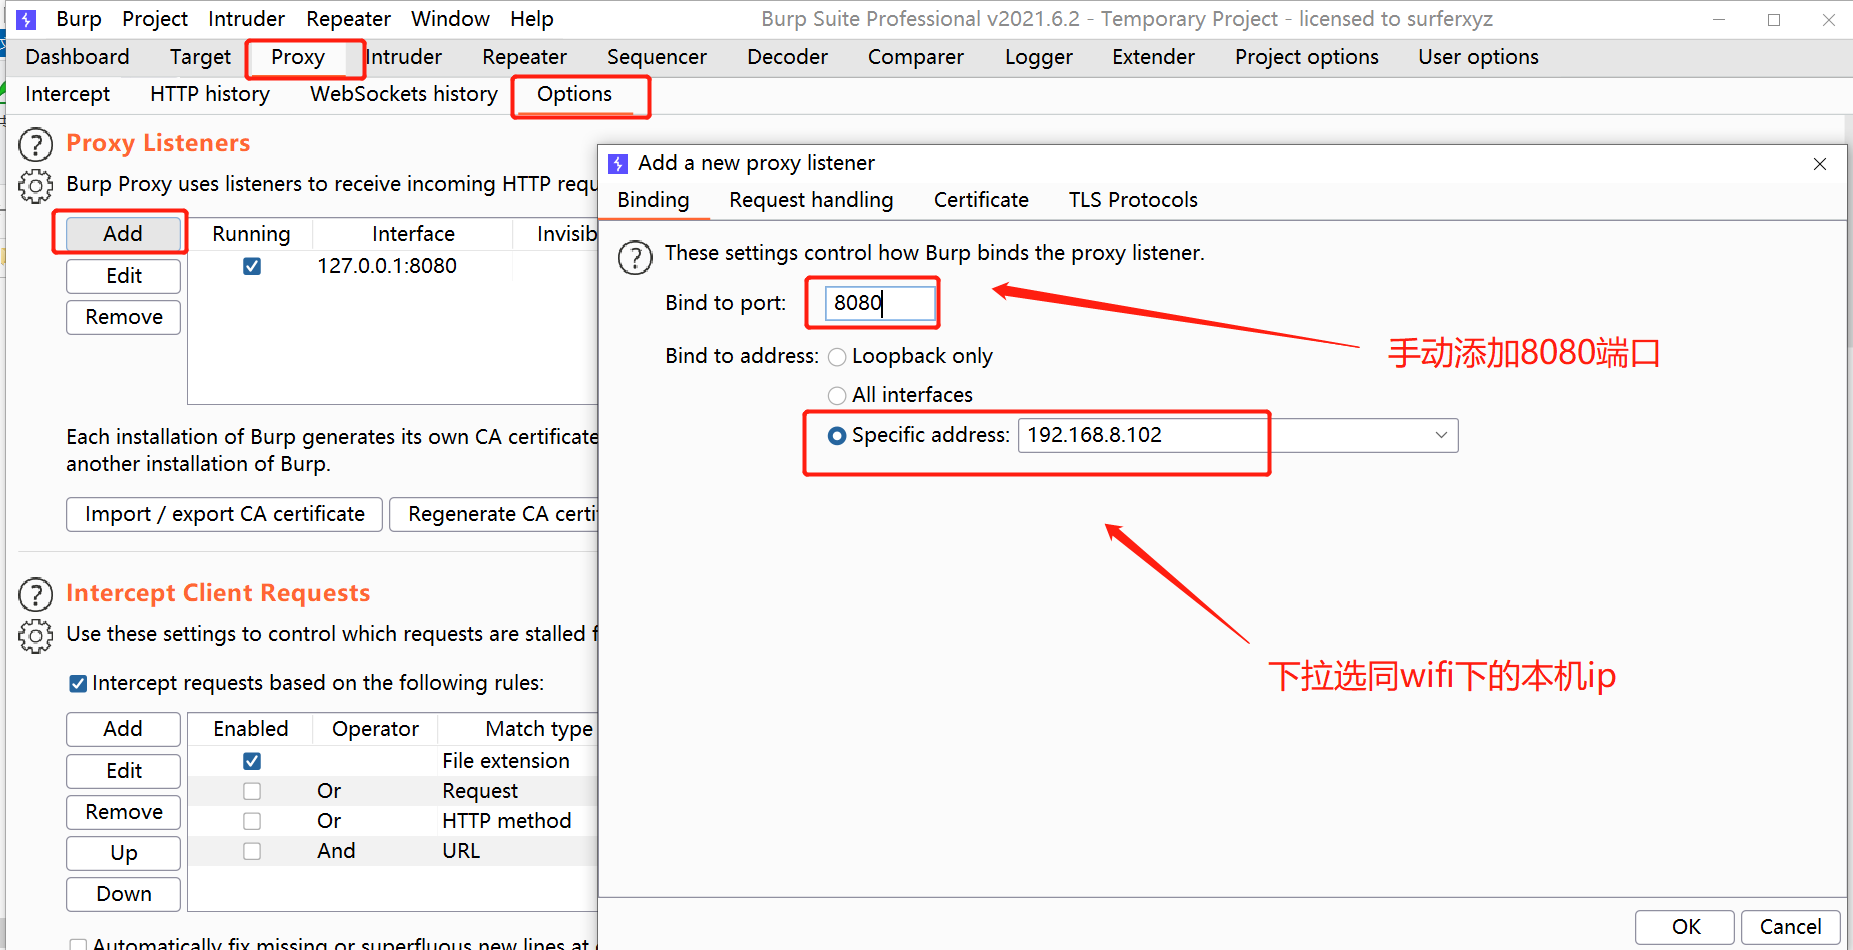 Burp Project Intruder Repeater Window Help
Burp Suite Professional v2021.6.2 - Temporary Project - licensed to surferxyz
Dashboard Target Proxy Intruder Repeater Sequencer Decoder Comparer Logger Extender Project options User options
Intercept HTTP history WebSockets history Options
Proxy Listeners
Burp Proxy uses listeners to receive incoming HTTP requ
Add
Edit
Remove
Running Interface Invisib
127.0.0.1:8080
Each installation of Burp generates its own CA certificate
another installation of Burp.
Import / export CA certificate
Regenerate CA certi
Intercept Client Requests
Use these settings to control which requests are stalled f
Intercept requests based on the following rules:
Add
Edit
Remove
Up
Down
Enabled Operator Match type
File extension
Or Request
Or HTTP method
And URL
Automatically fix missing or superfluous new lines at
Add a new proxy listener
Binding Request handling Certificate TLS Protocols
These settings control how Burp binds the proxy listener.
Bind to port: 8080
手动添加8080端口
Bind to address: Loopback only
All interfaces
Specific address: 192.168.8.102
下拉选同wifi下的本机ip
OK Cancel